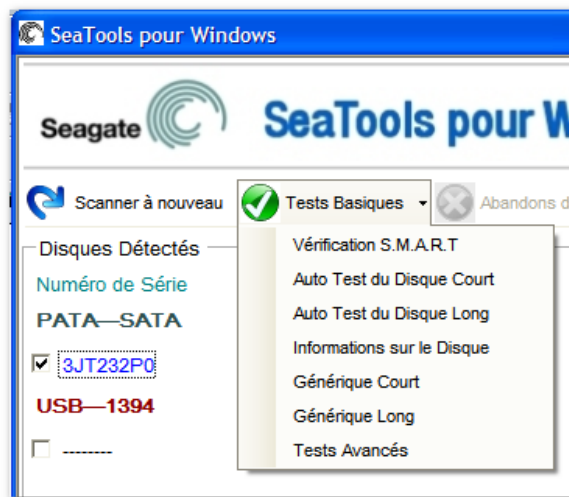 SeaTools pour Windows
Seagate SeaTools pour
Scanner à nouveau Tests Basiques Abandons
Disques Détectés
Numéro de Série
PATA—SATA
3JT232P0
USB—1394
--------
Vérification S.M.A.R.T
Auto Test du Disque Court
Auto Test du Disque Long
Informations sur le Disque
Générique Court
Générique Long
Tests Avancés